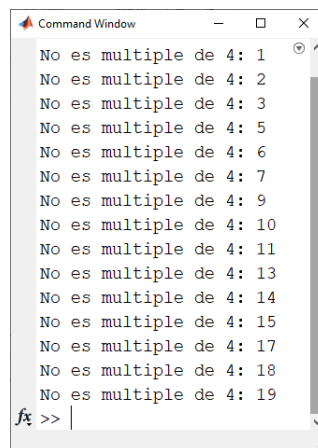 Command Window
No es multiple de 4: 1
No es multiple de 4: 2
No es multiple de 4: 3
No es multiple de 4: 5
No es multiple de 4: 6
No es multiple de 4: 7
No es multiple de 4: 9
No es multiple de 4: 10
No es multiple de 4: 11
No es multiple de 4: 13
No es multiple de 4: 14
No es multiple de 4: 15
No es multiple de 4: 17
No es multiple de 4: 18
No es multiple de 4: 19
fx >>